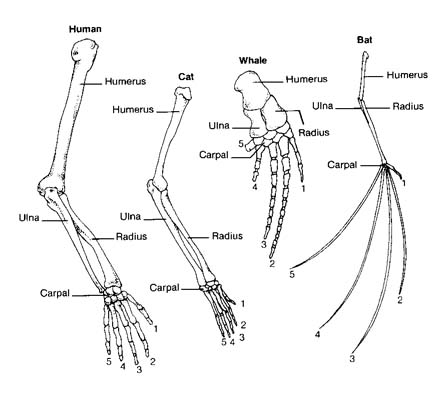 Human
Humerus
Ulna
Radius
Carpal
1
2
3
4
5
Cat
Humerus
Ulna
Radius
Carpal
1
2
3
4
5
Whale
Humerus
Ulna
Radius
Carpal
5
4
3
2
1
Bat
Humerus
Ulna
Radius
Carpal
1
2
3
4
5